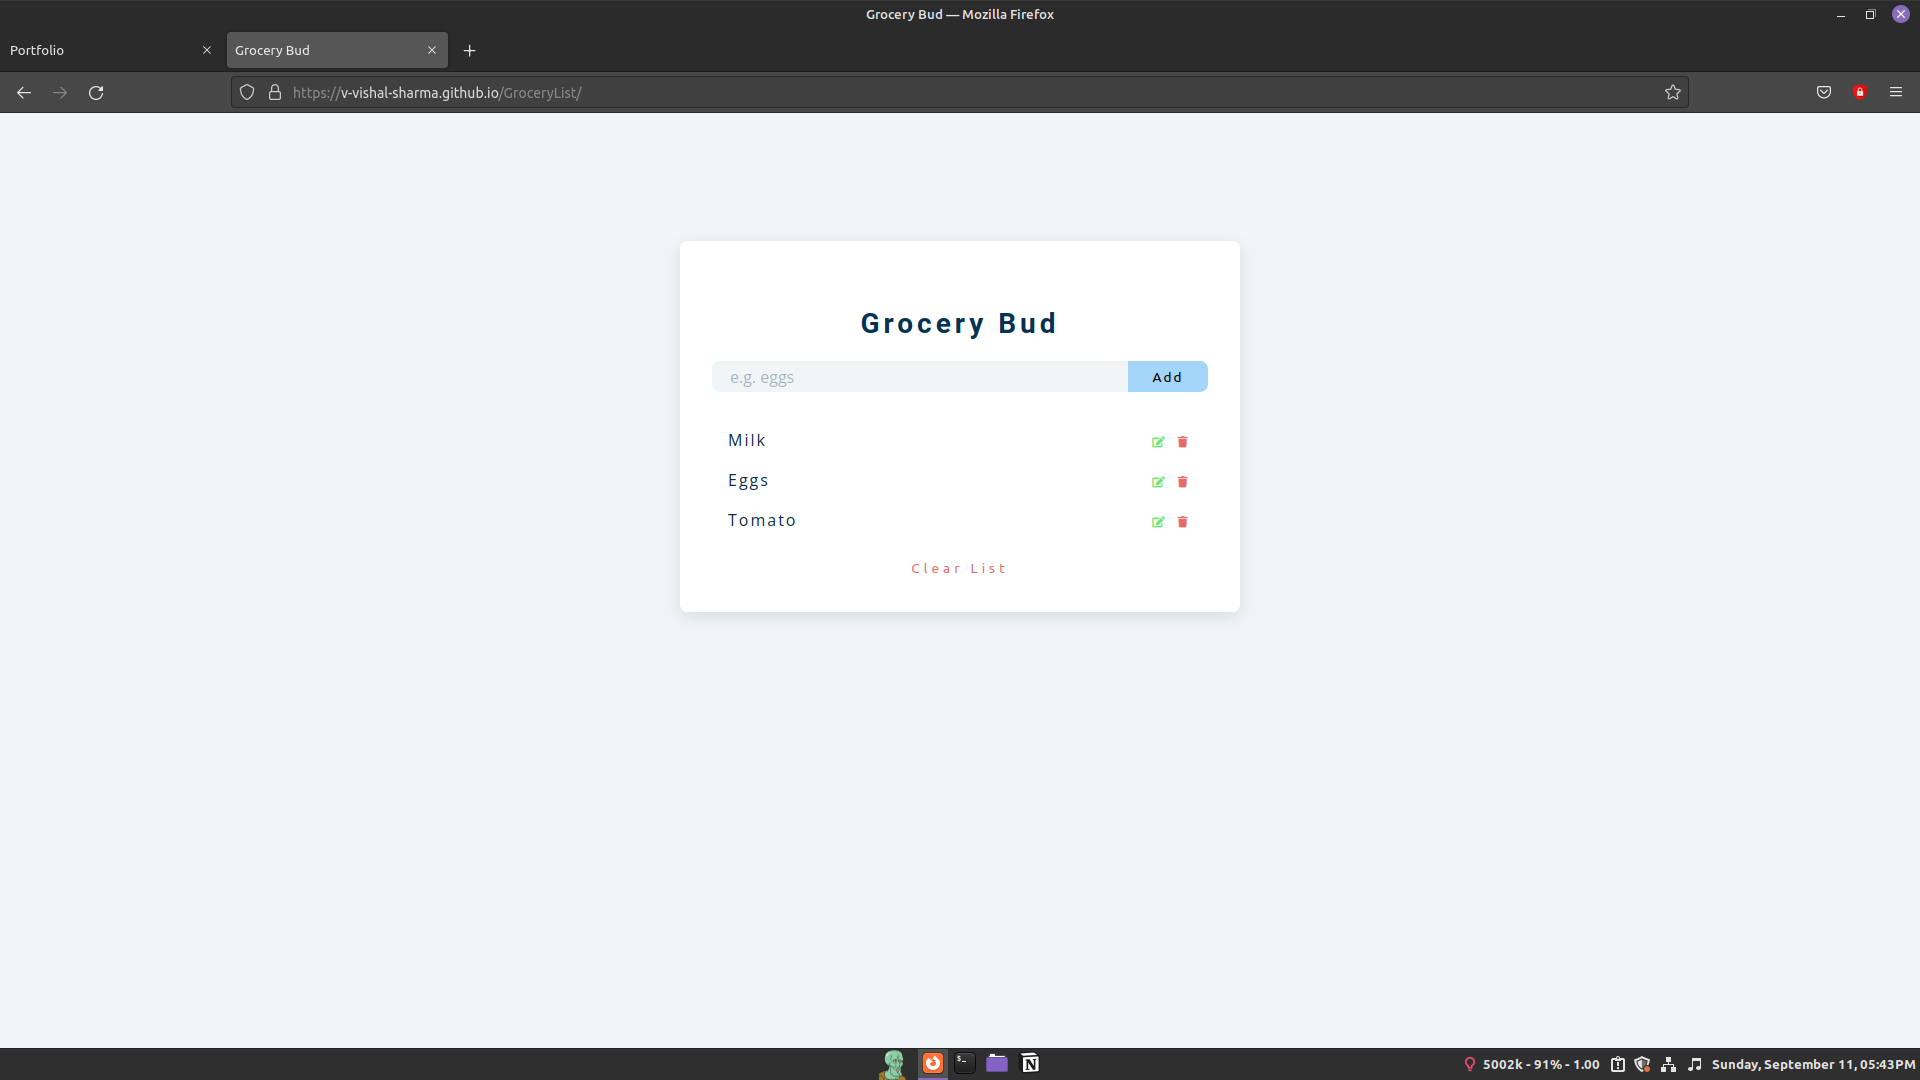 Grocery Bud — Mozilla Firefox
Portfolio
Grocery Bud
https://v-vishal-sharma.github.io/GroceryList/
Grocery Bud
e.g. eggs
Add
Milk
Eggs
Tomato
Clear List
$_
N
5002k - 91% - 1.00
Sunday, September 11, 05:43PM